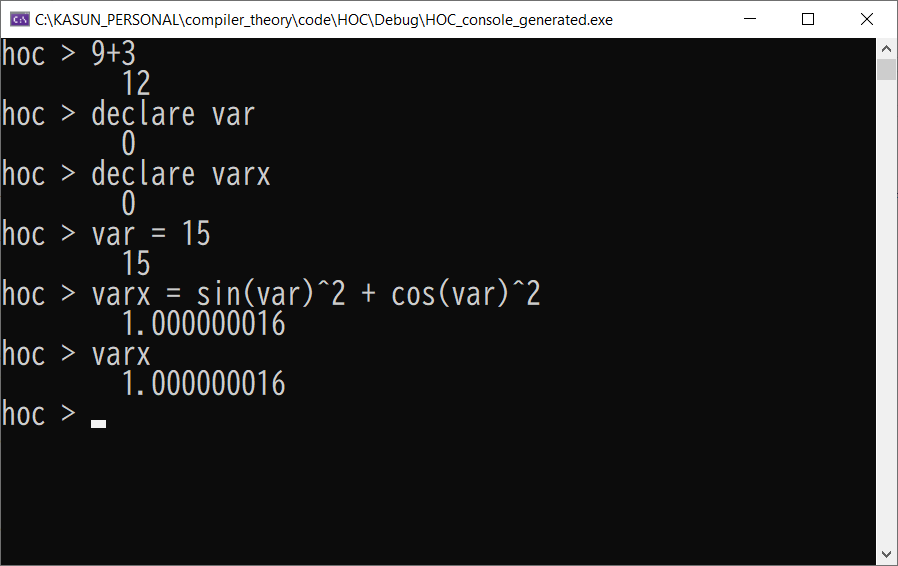 C:\KASUN_PERSONAL\compiler_theory\code\HOC\Debug\HOC_console_generated.exe
hoc > 9+3
12
hoc > declare var
0
hoc > declare varx
0
hoc > var = 15
15
hoc > varx = sin(var)^2 + cos(var)^2
1.000000016
hoc > varx
1.000000016
hoc >